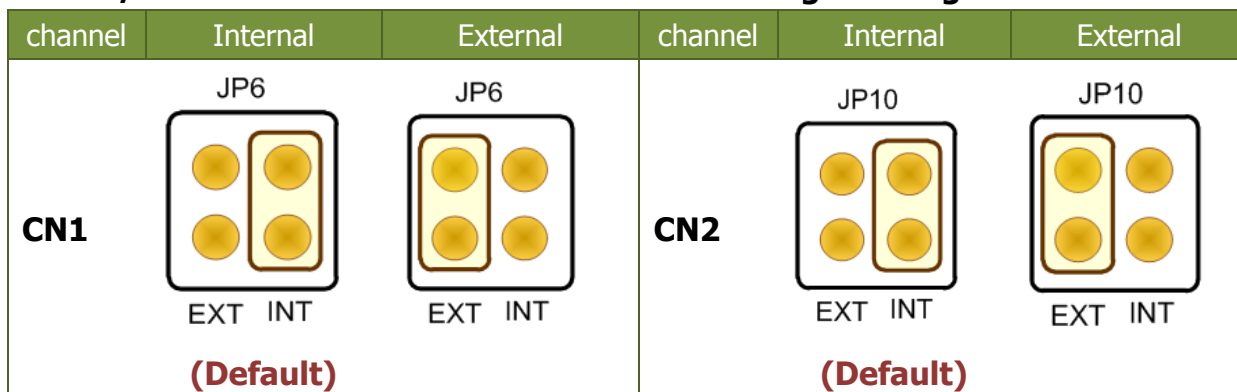 channel Internal External channel Internal External
JP6 JP6 JP10 JP10
CN1 CN2
EXT INT EXT INT EXT INT EXT INT
(Default) (Default)